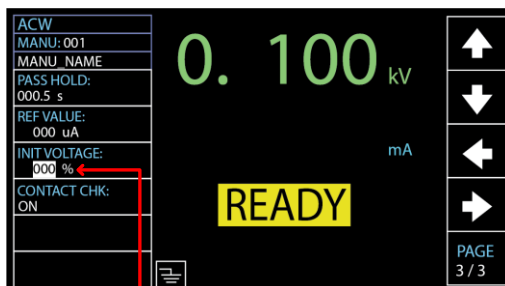 ACW
MANU: 001
MANU_NAME
PASS HOLD:
000.5 s
REF VALUE:
000 uA
INIT VOLTAGE:
000 %
CONTACT CHK:
ON
0. 100 kV
mA
READY
PAGE
3 / 3